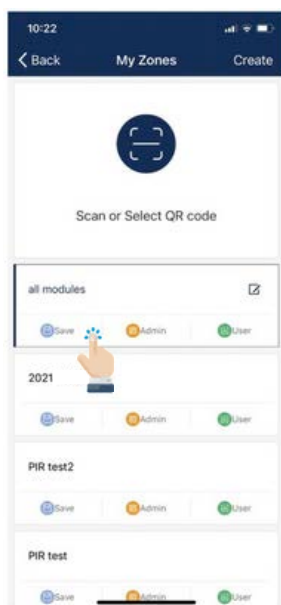 10:22
Back My Zones Create
Scan or Select QR code
all modules
Save Admin User
2021
Save Admin User
PIR test2
Save Admin User
PIR test
Save Admin User